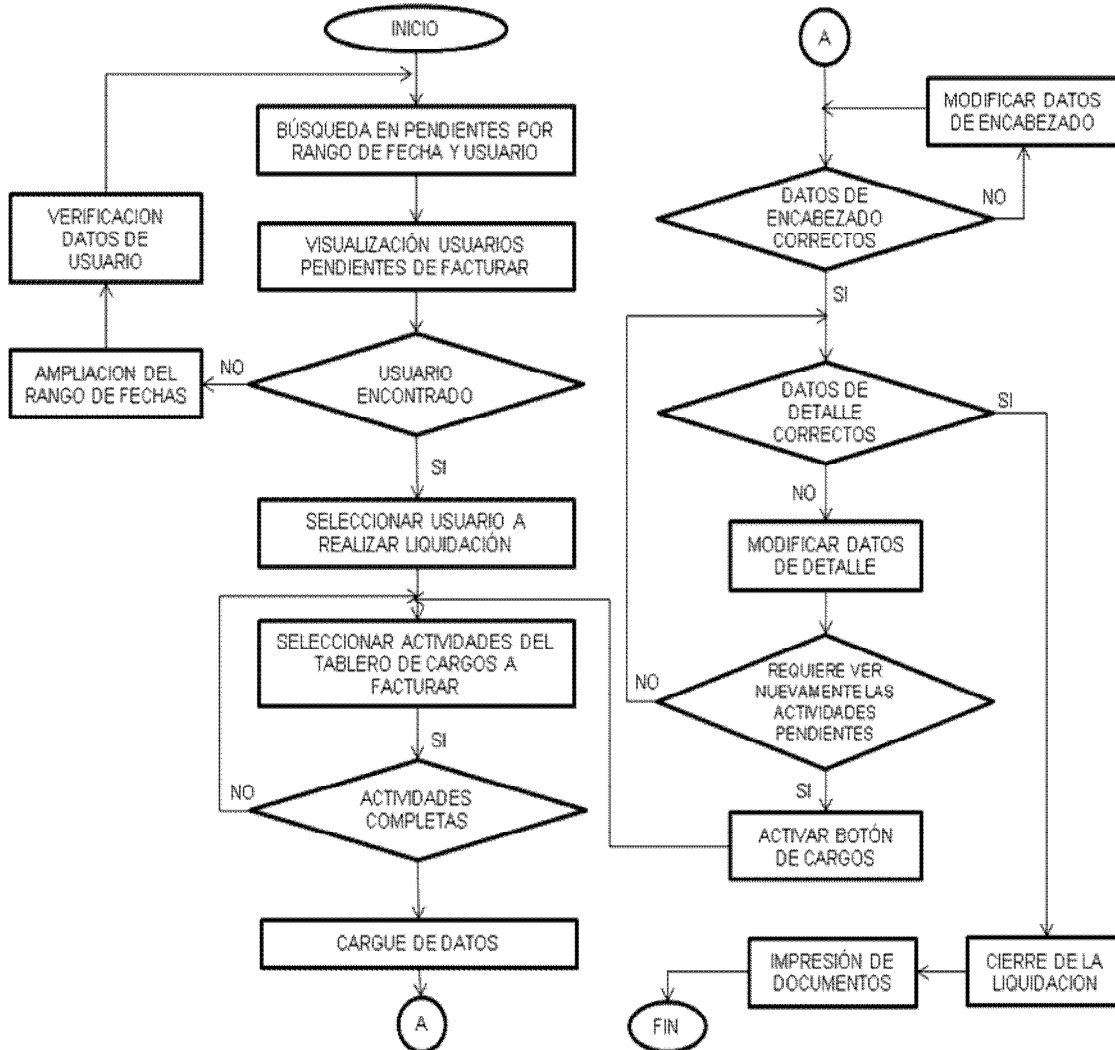 INICIO
BÚSQUEDA EN PENDIENTES POR
RANGO DE FECHA Y USUARIO
VERIFICACION
DATOS DE
USUARIO
VISUALIZACIÓN USUARIOS
PENDIENTES DE FACTURAR
AMPLIACION DEL
RANGO DE FECHAS
NO
USUARIO
ENCONTRADO
SI
SELECCIONAR USUARIO A
REALIZAR LIQUIDACIÓN
SELECCIONAR ACTIVIDADES DEL
TABLERO DE CARGOS A
FACTURAR
SI
NO
ACTIVIDADES
COMPLETAS
CARGUE DE DATOS
A
A
MODIFICAR DATOS
DE ENCABEZADO
NO
DATOS DE
ENCABEZADO
CORRECTOS
SI
DATOS DE
DETALLE
CORRECTOS
SI
NO
MODIFICAR DATOS
DE DETALLE
NO
REQUIERE VER
NUEVAMENTE LAS
ACTIVIDADES
PENDIENTES
SI
ACTIVAR BOTÓN
DE CARGOS
CIERRE DE LA
LIQUIDACION
IMPRESIÓN DE
DOCUMENTOS
FIN